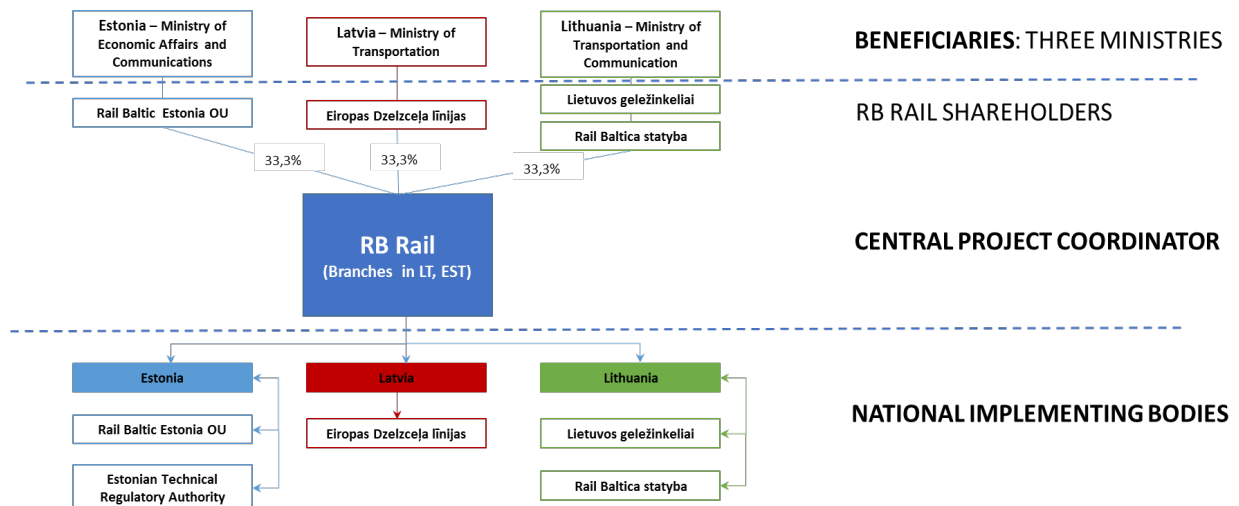 Estonia – Ministry of
Economic Affairs and
Communications
Latvia – Ministry of
Transportation
Lithuania – Ministry of
Transportation and
Communication
BENEFICIARIES: THREE MINISTRIES
Rail Baltic Estonia OU
Eiropas Dzelzceļa līnijas
Lietuvos geležinkeliai
Rail Baltica statyba
RB RAIL SHAREHOLDERS
33,3%
33,3%
33,3%
RB Rail
(Branches in LT, EST)
CENTRAL PROJECT COORDINATOR
Estonia
Latvia
Lithuania
Rail Baltic Estonia OU
Eiropas Dzelzceļa līnijas
Lietuvos geležinkeliai
NATIONAL IMPLEMENTING BODIES
Estonian Technical
Regulatory Authority
Rail Baltica statyba